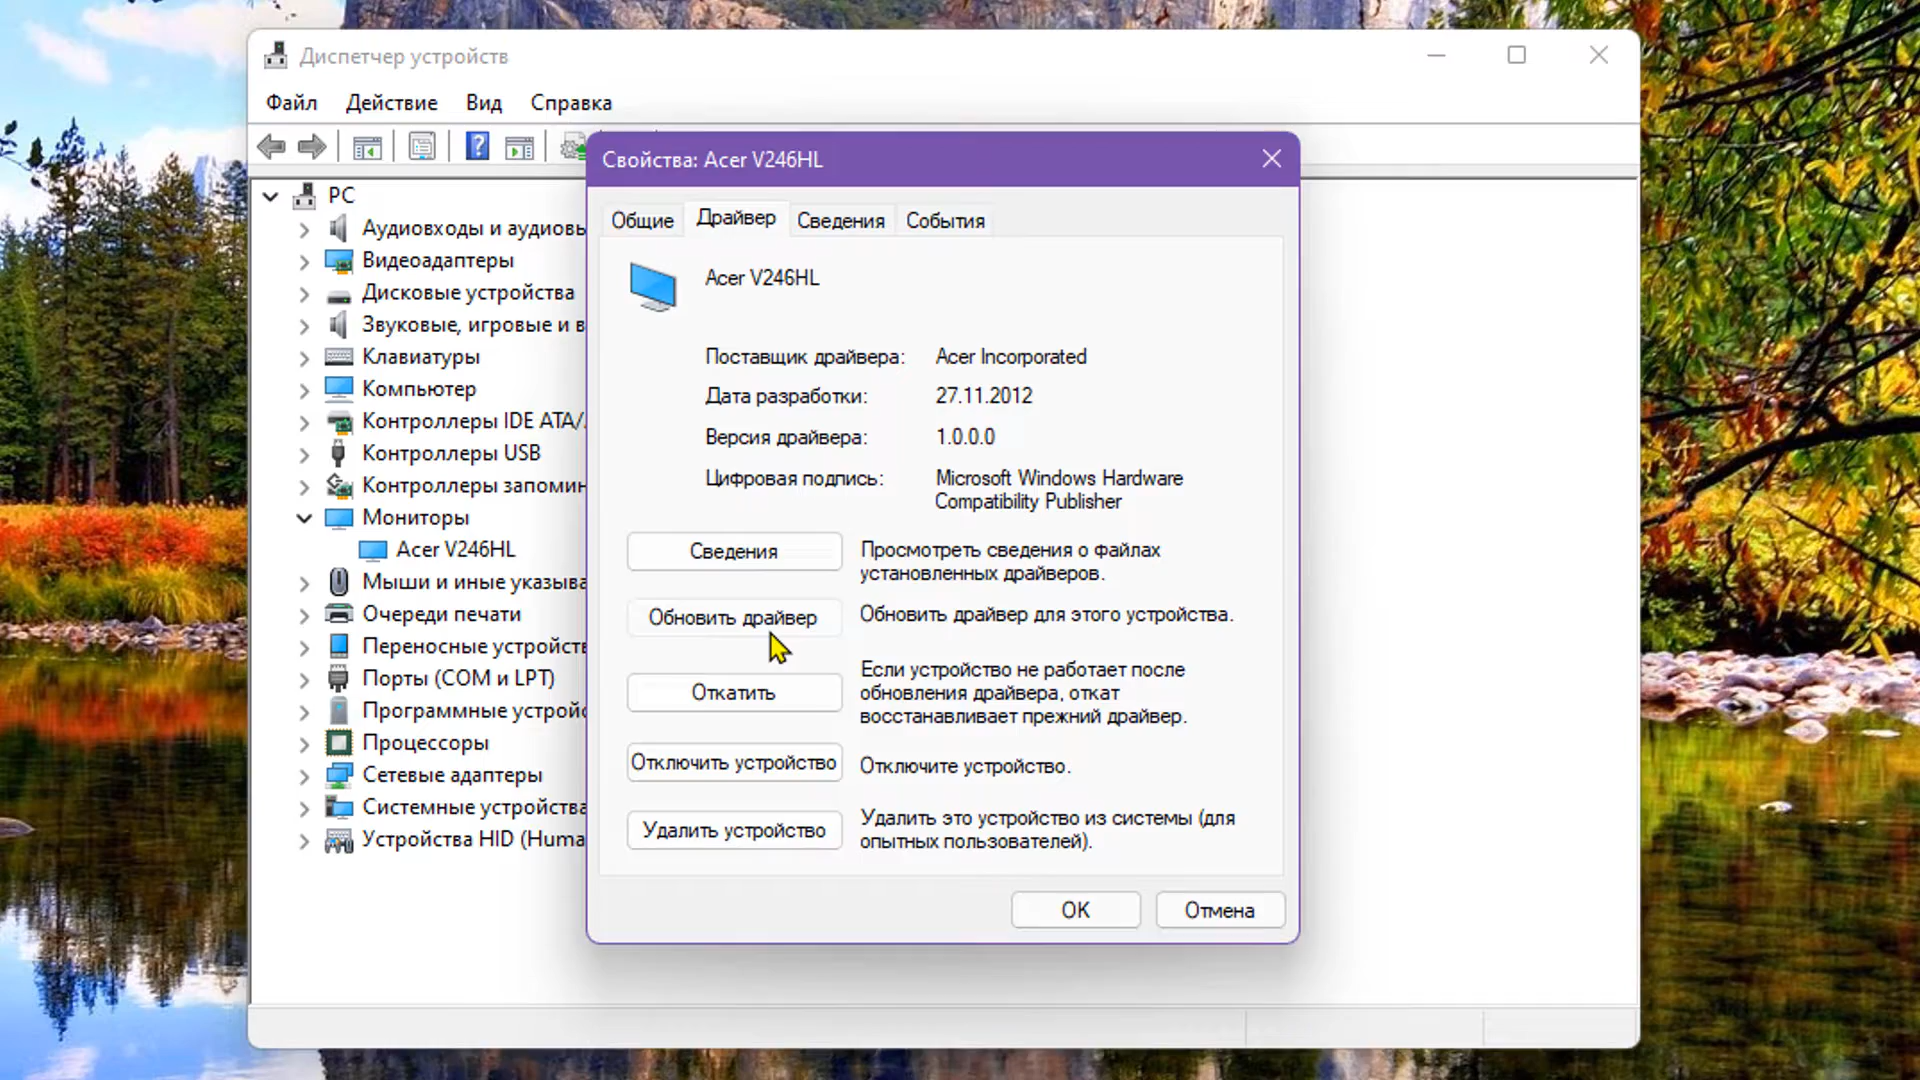 Диспетчер устройств
Файл Действие Вид Справка
Свойства: Acer V246HL
PC
Аудиовходы и аудиовы
Видеоадаптеры
Дисковые устройства
Звуковые, игровые и в
Клавиатуры
Компьютер
Контроллеры IDE ATA/
Контроллеры USB
Контроллеры запомин
Мониторы
Acer V246HL
Мыши и иные указыва
Очереди печати
Переносные устройст
Порты (COM и LPT)
Программные устрой
Процессоры
Сетевые адаптеры
Системные устройства
Устройства HID (Huma
Общие Драйвер Сведения События
Acer V246HL
Поставщик драйвера: Acer Incorporated
Дата разработки: 27.11.2012
Версия драйвера: 1.0.0.0
Цифровая подпись: Microsoft Windows Hardware
Compatibility Publisher
Сведения
Просмотреть сведения о файлах
установленных драйверов.
Обновить драйвер
Обновить драйвер для этого устройства.
Откатить
Если устройство не работает после
обновления драйвера, откат
восстанавливает прежний драйвер.
Отключить устройство
Отключите устройство.
Удалить устройство
Удалить это устройство из системы (для
опытных пользователей).
OK Отмена